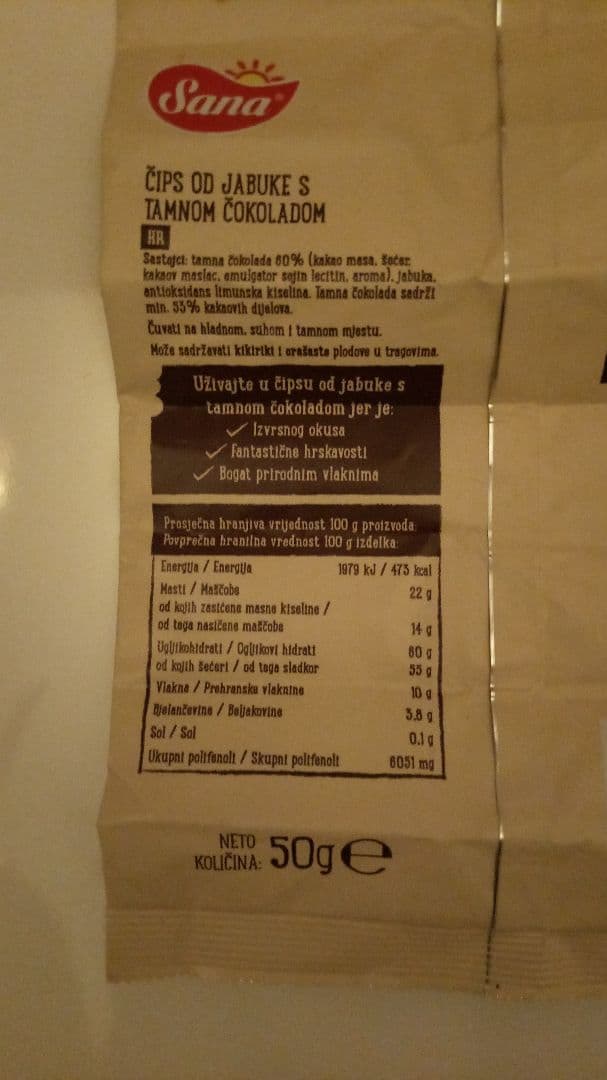 Sana
ČIPS OD JABUKE S
TAMNOM ČOKOLADOM
HR
Sastojci: tamna čokolada 60% (kakao masa, šećer,
kakaov maslac, emulgator sojin lecitin, aroma), jabuka,
antioksidans limunska kiselina. Tamna čokolada sadrži
min. 53% kakaovih dijelova.
Čuvati na hladnom, suhom i tamnom mjestu.
Može sadržavati kikiriki i orašaste plodove u tragovima.
Uživajte u čipsu od jabuke s
tamnom čokoladom jer je:
✓ Izvrsnog okusa
✓ Fantastične hrskavosti
✓ Bogat prirodnim vlaknima
Prosječna hranjiva vrijednost 100 g proizvoda:
Povprečna hranilna vrednost 100 g izdelka:
Energija / Energija 1979 kJ / 473 kcal
Masti / Maščobe 22 g
od kojih zasićene masne kiseline /
od tega nasičene maščobe 14 g
Ugljikohidrati / Ogljikovi hidrati 60 g
od kojih šećeri / od tega sladkor 53 g
Vlakna / Prehranske vlaknine 10 g
Bjelančevine / Beljakovine 3,8 g
Sol / Sol 0,1 g
Ukupni polifenoli / Skupni polifenoli 6051 mg
NETO
KOLIČINA: 50g e